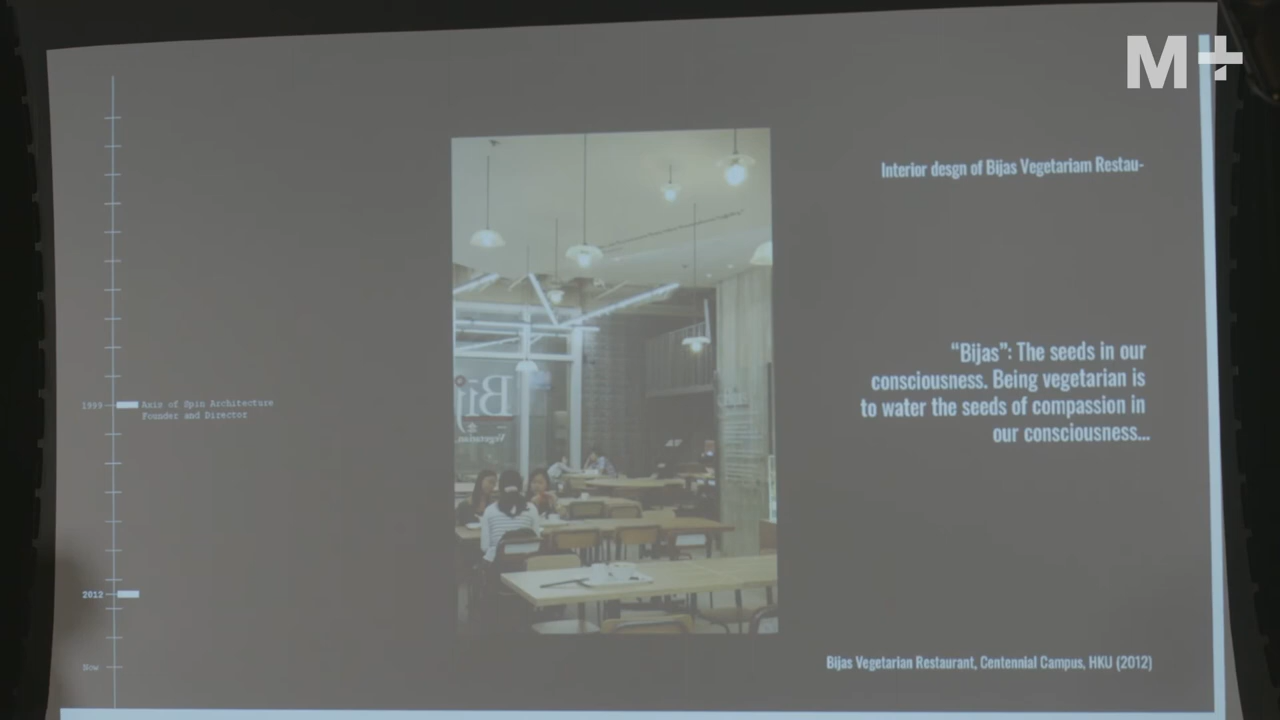 M+
Interior desgn of Bijas Vegetariam Restau-
“Bijas”: The seeds in our
consciousness. Being vegetarian is
to water the seeds of compassion in
our consciousness...
Bij
Vegetarian
1999 Axis of Spin Architecture
Founder and Director
2012
Now
Bijas Vegetarian Restaurant, Centennial Campus, HKU (2012)